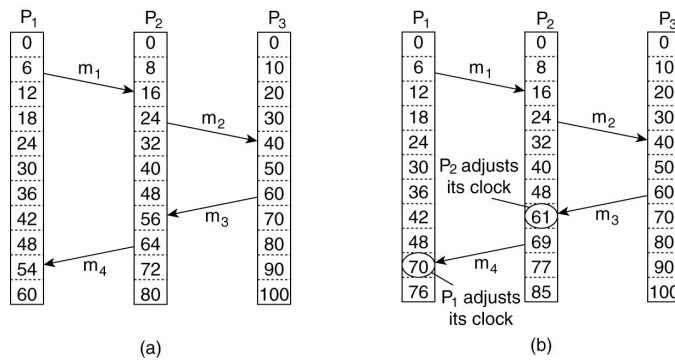 P1 P2 P3
0 0 0
6 8 10
m1
12 16 20
18 24 30
m2
24 32 40
30 40 50
36 48 60
42 56 70
m3
48 64 80
54 72 90
m4
60 80 100
(a)
P1 P2 P3
0 0 0
6 8 10
m1
12 16 20
18 24 30
m2
24 32 40
30 40 50
P2 adjusts
its clock
36 48 60
42 61 70
m3
48 69 80
70 77 90
m4
76 85 100
P1 adjusts
its clock
(b)